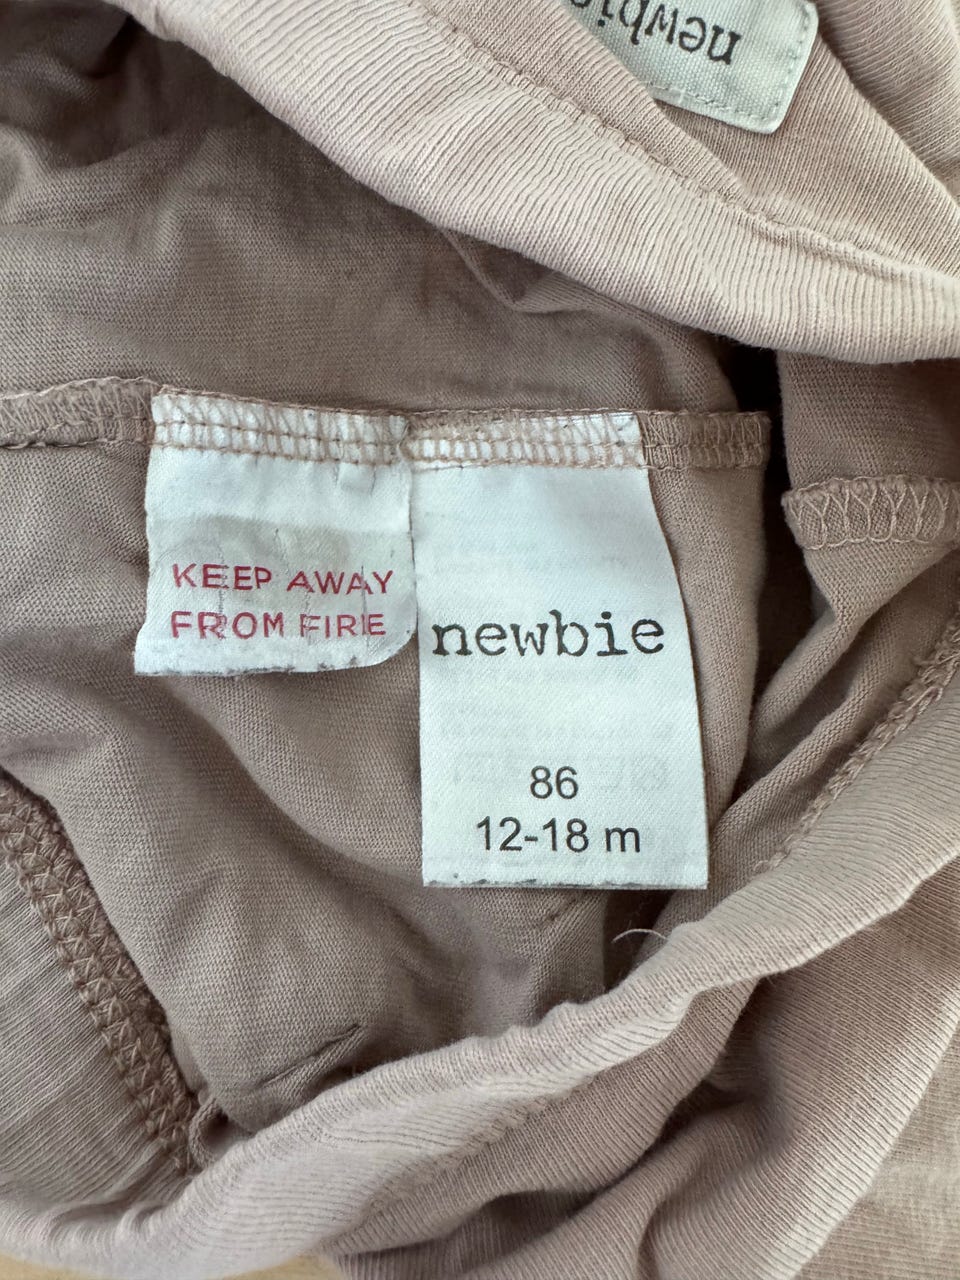 newbie
KEEP AWAY
FROM FIRE
newbie
86
12-18 m